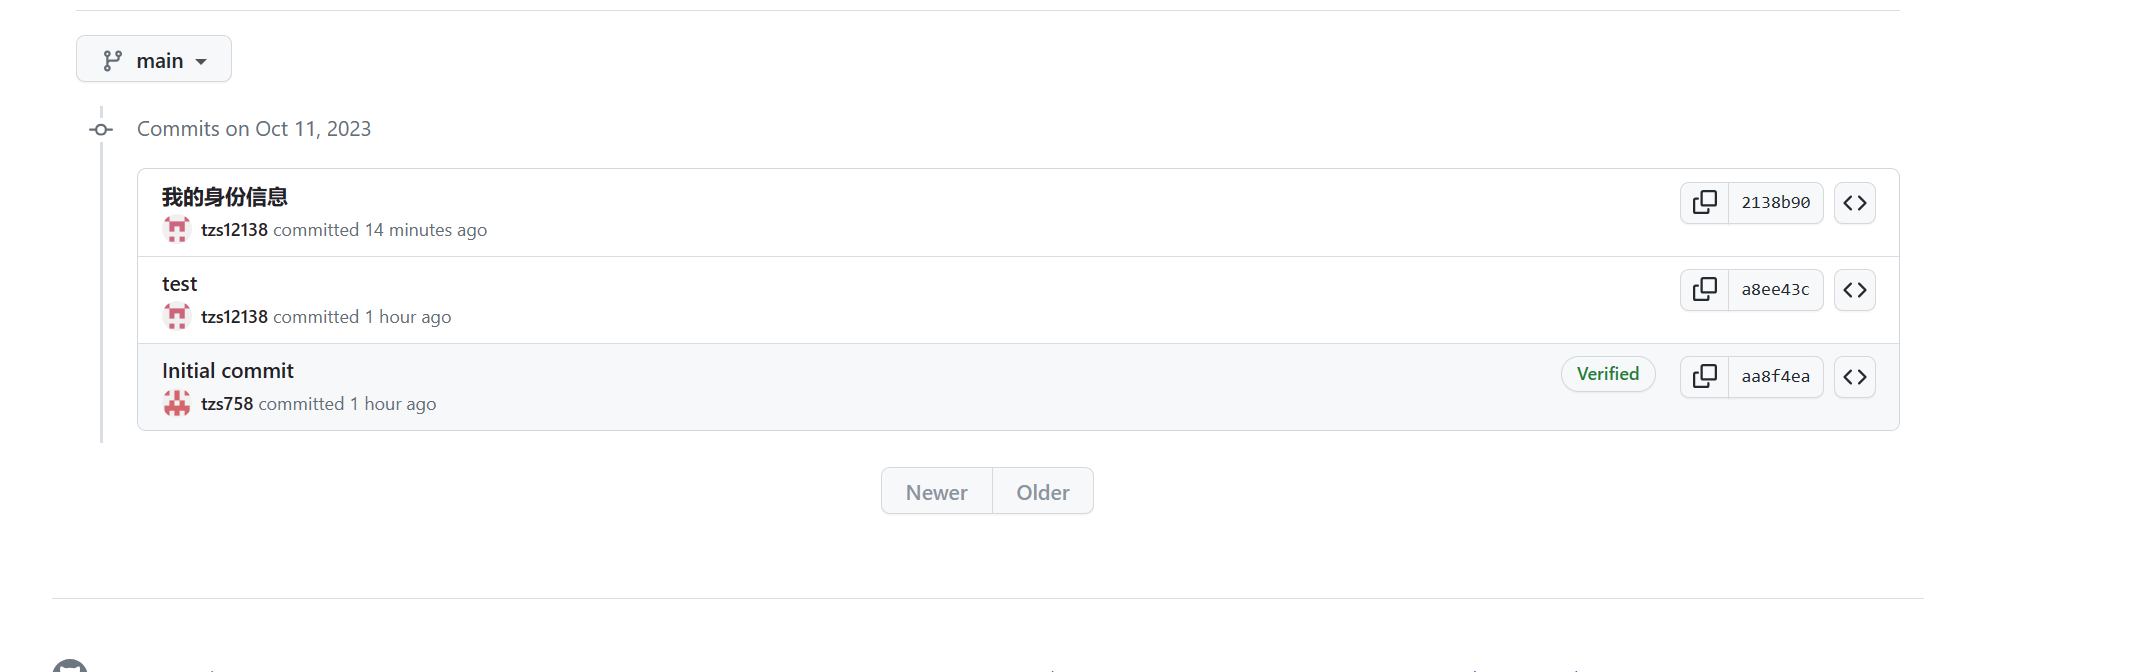 main
Commits on Oct 11, 2023
我的身份信息
tzs12138 committed 14 minutes ago
2138b90
test
tzs12138 committed 1 hour ago
a8ee43c
Initial commit
tzs758 committed 1 hour ago
Verified
aa8f4ea
Newer
Older